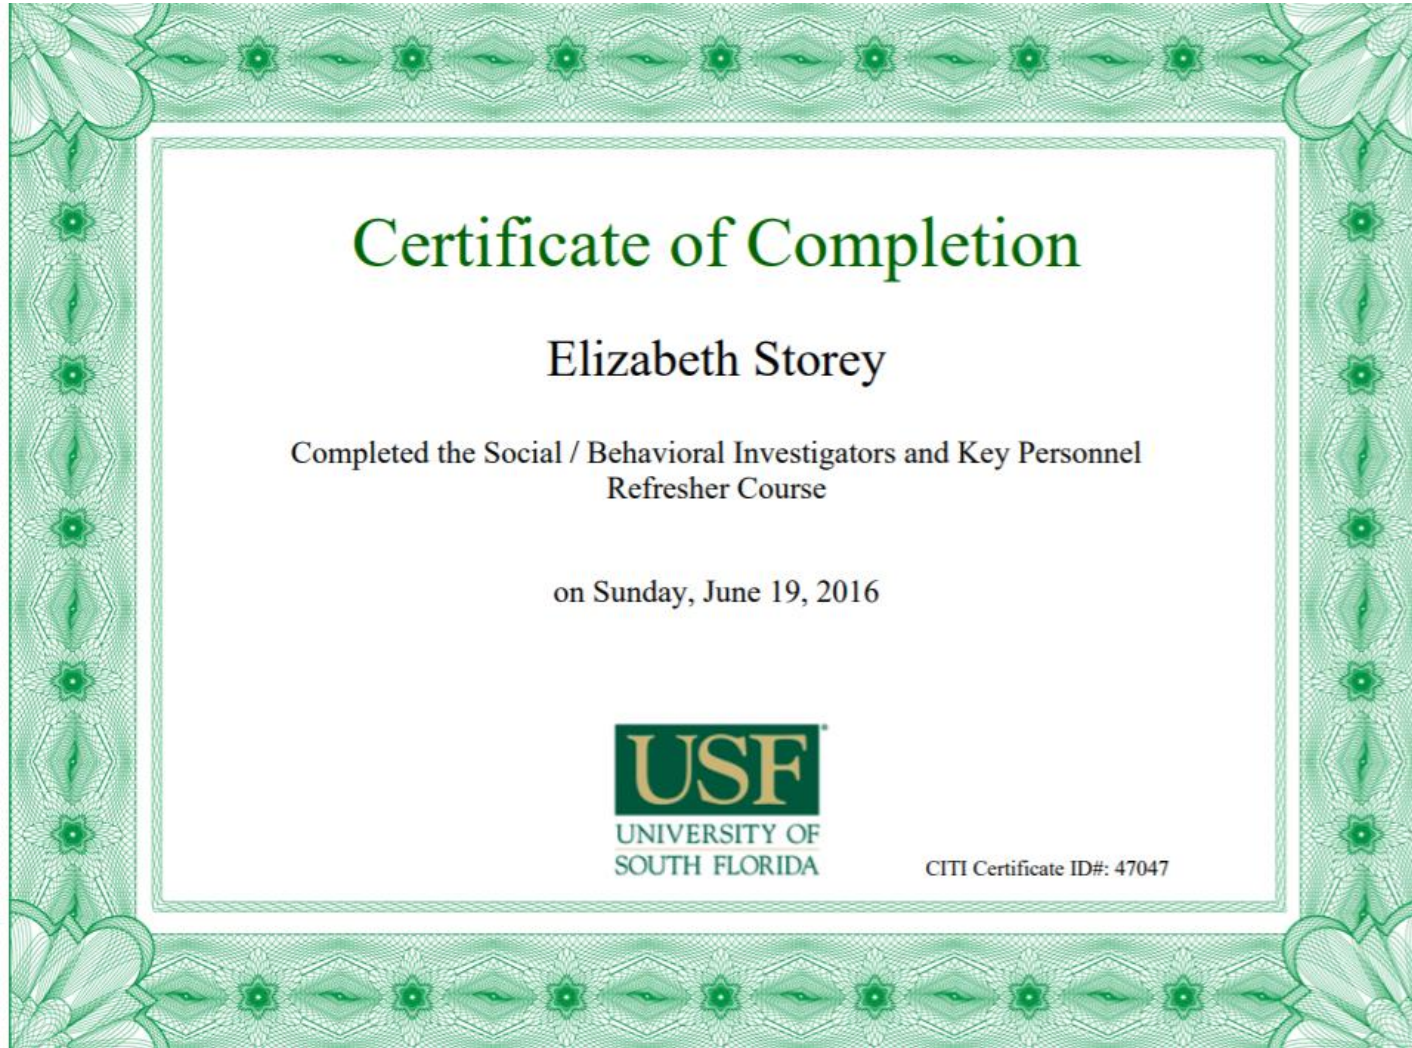 Certificate of Completion
Elizabeth Storey
Completed the Social / Behavioral Investigators and Key Personnel
Refresher Course
on Sunday, June 19, 2016
USF®
UNIVERSITY OF
SOUTH FLORIDA
CITI Certificate ID#: 47047